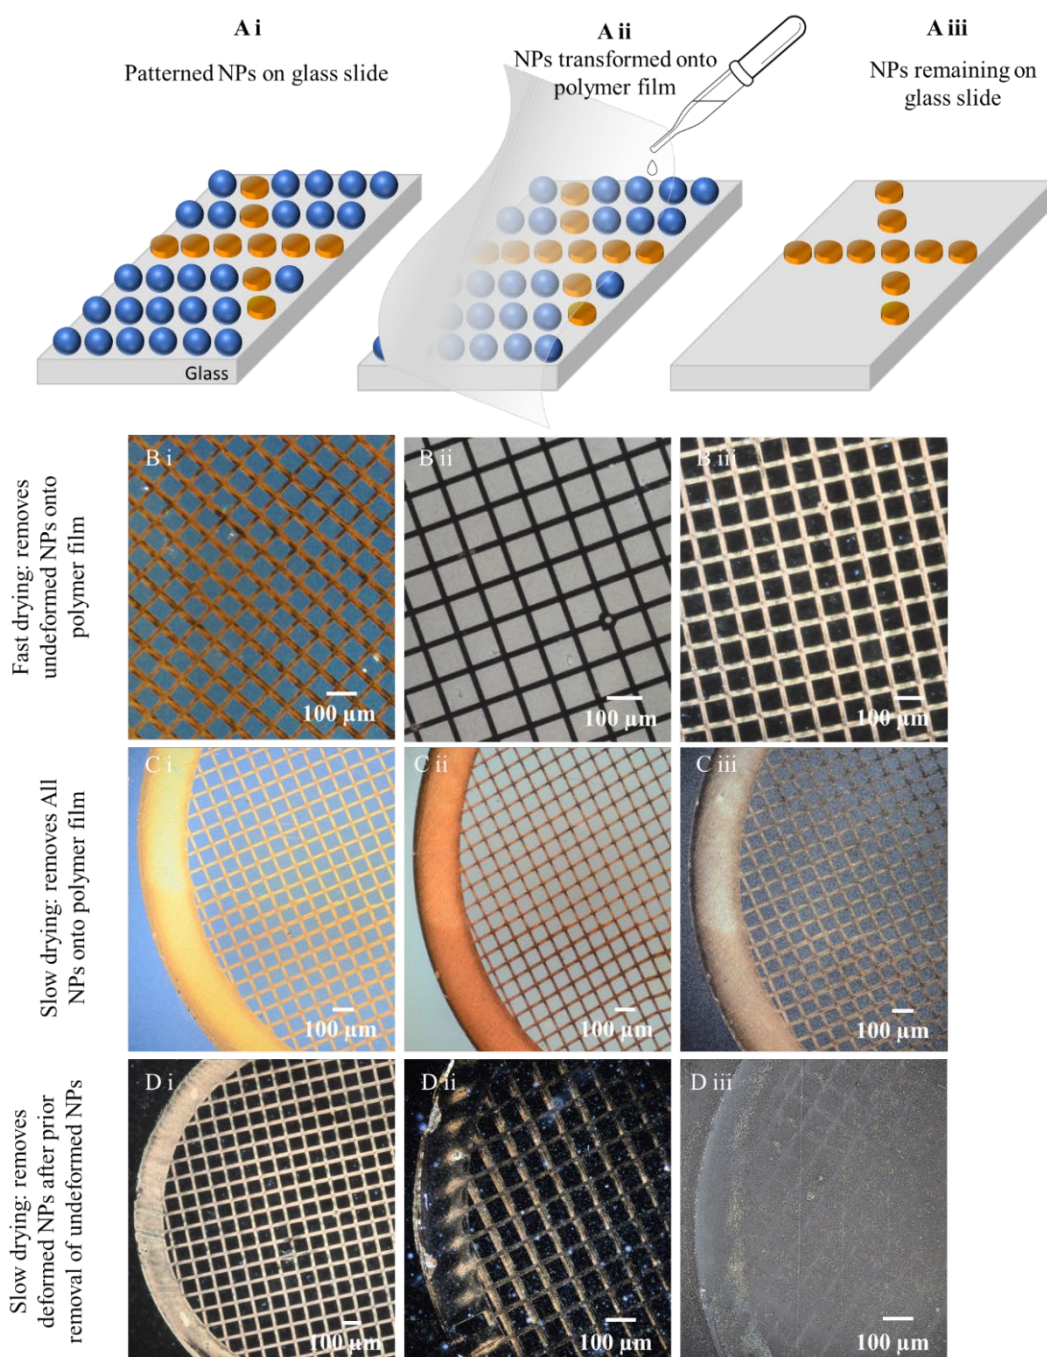 A i
Patterned NPs on glass slide
A ii
NPs transformed onto
polymer film
A iii
NPs remaining on
glass slide
Glass
Fast drying: removes
undeformed NPs onto
polymer film
B i
100 µm
B ii
100 µm
B iii
100 µm
Slow drying: removes All
NPs onto polymer film
C i
100 µm
C ii
100 µm
C iii
100 µm
Slow drying: removes
deformed NPs after prior
removal of undeformed NPs
D i
100 µm
D ii
100 µm
D iii
100 µm